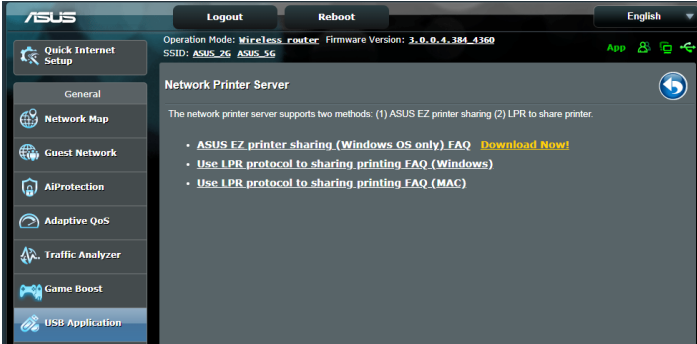 ASUS
Logout
Reboot
English
Quick Internet
Setup
Operation Mode: Wireless router Firmware Version: 3.0.0.4.384_4360
SSID: ASUS_2G ASUS_5G
App
General
Network Map
Guest Network
AiProtection
Adaptive QoS
Traffic Analyzer
Game Boost
USB Application
Network Printer Server
The network printer server supports two methods: (1) ASUS EZ printer sharing (2) LPR to share printer.
ASUS EZ printer sharing (Windows OS only) FAQ Download Now!
Use LPR protocol to sharing printing FAQ (Windows)
Use LPR protocol to sharing printing FAQ (MAC)